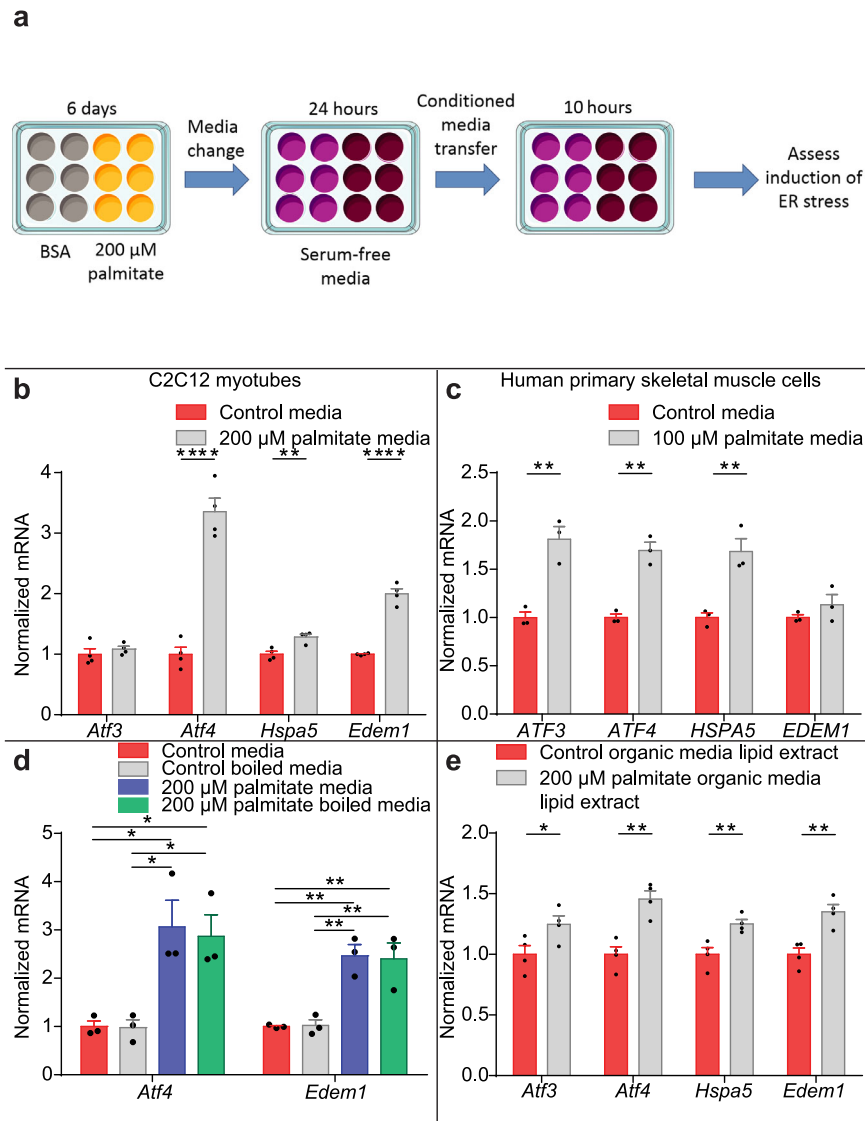 a
6 days
Media
change
24 hours
Conditioned
media
transfer
10 hours
Assess
induction of
ER stress
BSA
200 µM
palmitate
Serum-free
media
b
C2C12 myotubes
Control media
200 µM palmitate media
****
**
****
Normalized mRNA
4
3
2
1
0
Atf3
Atf4
Hspa5
Edem1
c
Human primary skeletal muscle cells
Control media
100 µM palmitate media
**
**
**
Normalized mRNA
2.5
2.0
1.5
1.0
0.5
0
ATF3
ATF4
HSPA5
EDEM1
d
Control media
Control boiled media
200 µM palmitate media
200 µM palmitate boiled media
*
*
*
*
**
**
**
**
Normalized mRNA
5
4
3
2
1
0
Atf4
Edem1
e
Control organic media lipid extract
200 µM palmitate organic media
lipid extract
*
**
**
**
Normalized mRNA
2.0
1.5
1.0
0.5
0
Atf3
Atf4
Hspa5
Edem1